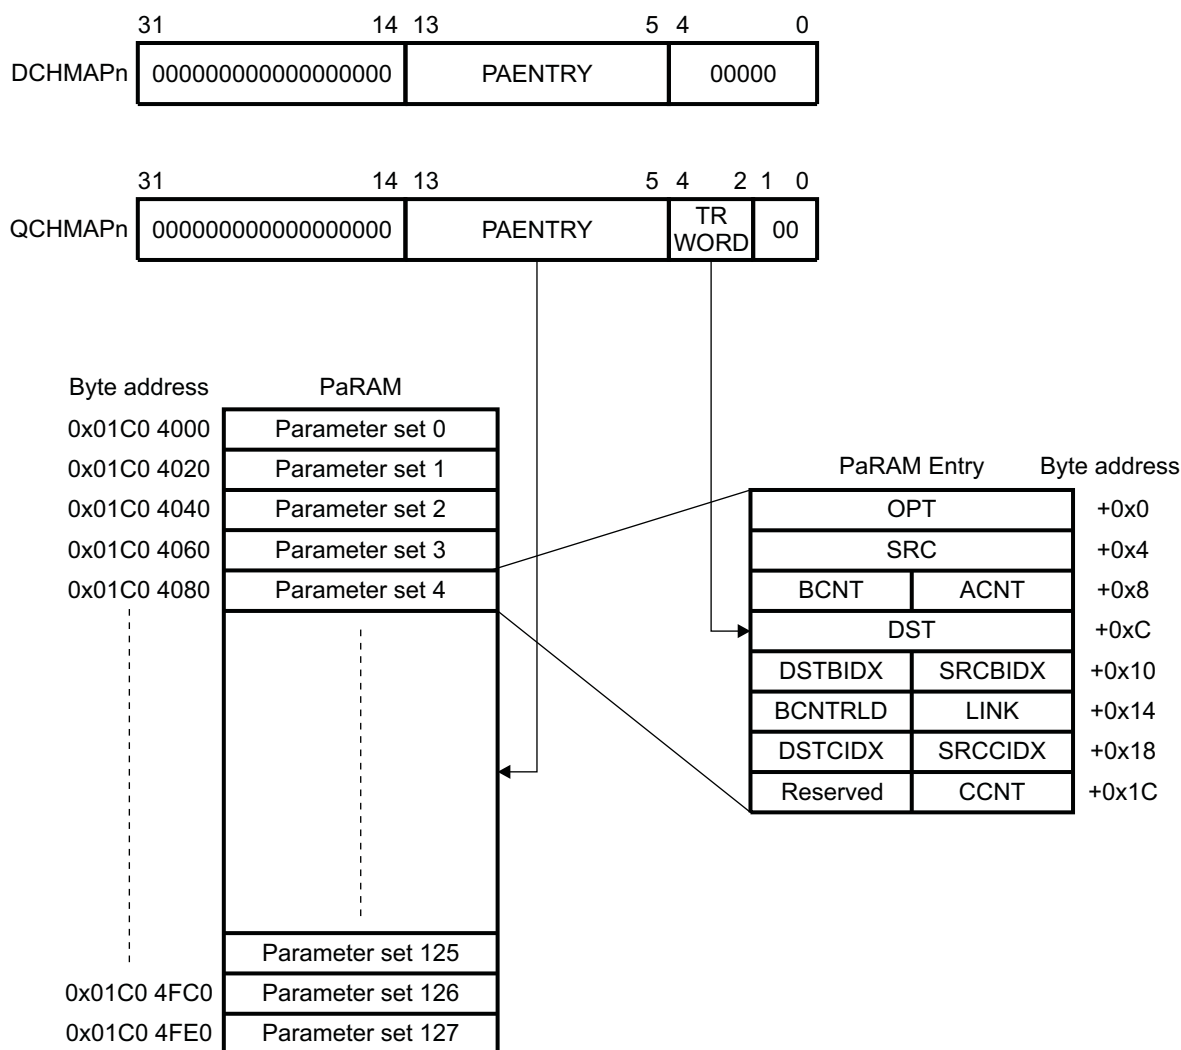 31 14 13 5 4 0
DCHMAPn 000000000000000000 PAENTRY 00000
31 14 13 5 4 2 1 0
QCHMAPn 000000000000000000 PAENTRY TR WORD 00
Byte address PaRAM
0x01C0 4000 Parameter set 0
0x01C0 4020 Parameter set 1
0x01C0 4040 Parameter set 2
0x01C0 4060 Parameter set 3
0x01C0 4080 Parameter set 4
Parameter set 125
0x01C0 4FC0 Parameter set 126
0x01C0 4FE0 Parameter set 127
PaRAM Entry Byte address
OPT +0x0
SRC +0x4
BCNT ACNT +0x8
DST +0xC
DSTBIDX SRCBIDX +0x10
BCNTRLD LINK +0x14
DSTCIDX SRCCIDX +0x18
Reserved CCNT +0x1C